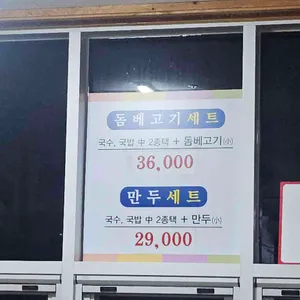 돔베고기세트
국수, 국밥 中 2종택 + 돔베고기(小)
36,000
만두세트
국수, 국밥 中 2종택 + 만두(小)
29,000